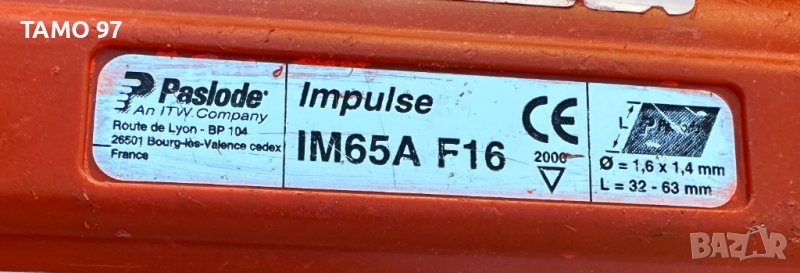 TAMO 97
Paslode
An ITW Company
Route de Lyon - BP 104
26501 Bourg-lès-Valence cedex
France
Impulse
IM65A F16
CE
2000
L
Ø = 1,6 x 1,4 mm
L = 32 - 63 mm
BAZAR